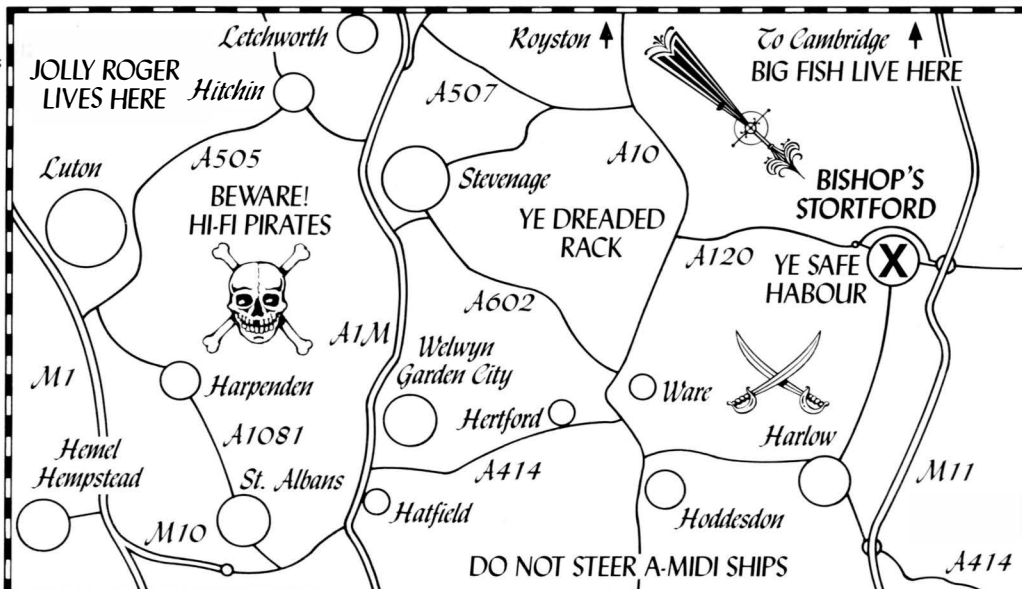 Letchworth
Royston
To Cambridge
BIG FISH LIVE HERE
JOLLY ROGER
LIVES HERE
Hitchin
A507
A505
A10
Luton
Stevenage
BISHOP'S
STORTFORD
BEWARE!
HI-FI PIRATES
YE DREADED
RACK
A120
YE SAFE
HABOUR
X
A602
A1M
Welwyn
Garden City
M1
Harpenden
Hertford
Ware
A1081
Harlow
Hemel
Hempstead
St. Albans
A414
M11
Hatfield
Hoddesdon
M10
DO NOT STEER A-MIDI SHIPS
A414